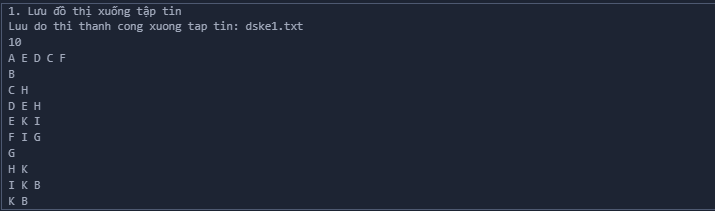 1. Lưu đồ thị xuống tập tin
Luu do thi thanh cong xuong tap tin: dske1.txt
10
A E D C F
B
C H
D E H
E K I
F I G
G
H K
I K B
K B